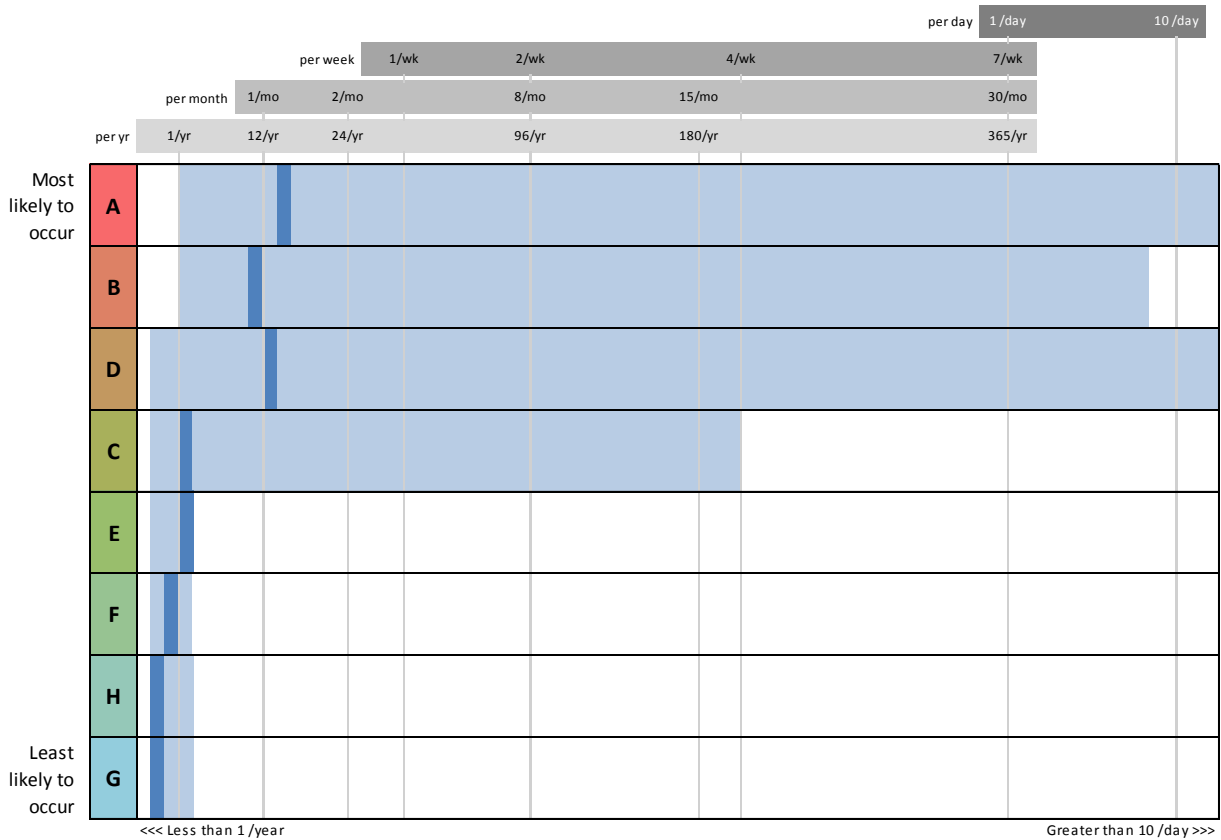 per day 1 /day 10 /day
per week 1/wk 2/wk 4/wk 7/wk
per month 1/mo 2/mo 8/mo 15/mo 30/mo
per yr 1/yr 12/yr 24/yr 96/yr 180/yr 365/yr
Most
likely to
occur
A
B
D
C
E
F
H
Least
likely to
occur
G
<<< Less than 1 /year Greater than 10 /day >>>